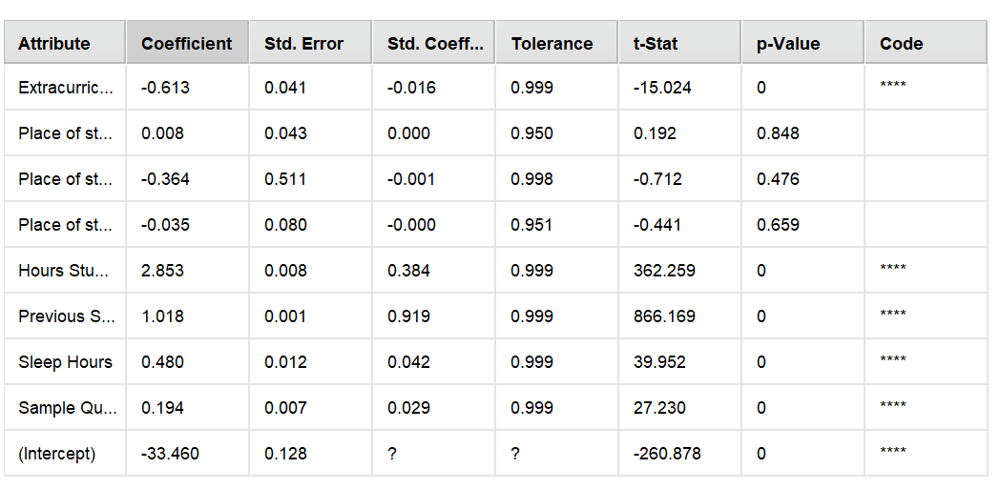 Attribute Coefficient Std. Error Std. Coeff... Tolerance t-Stat p-Value Code
Extracurric... -0.613 0.041 -0.016 0.999 -15.024 0 ****
Place of st... 0.008 0.043 0.000 0.950 0.192 0.848
Place of st... -0.364 0.511 -0.001 0.998 -0.712 0.476
Place of st... -0.035 0.080 -0.000 0.951 -0.441 0.659
Hours Stu... 2.853 0.008 0.384 0.999 362.259 0 ****
Previous S... 1.018 0.001 0.919 0.999 866.169 0 ****
Sleep Hours 0.480 0.012 0.042 0.999 39.952 0 ****
Sample Qu... 0.194 0.007 0.029 0.999 27.230 0 ****
(Intercept) -33.460 0.128 ? ? -260.878 0 ****